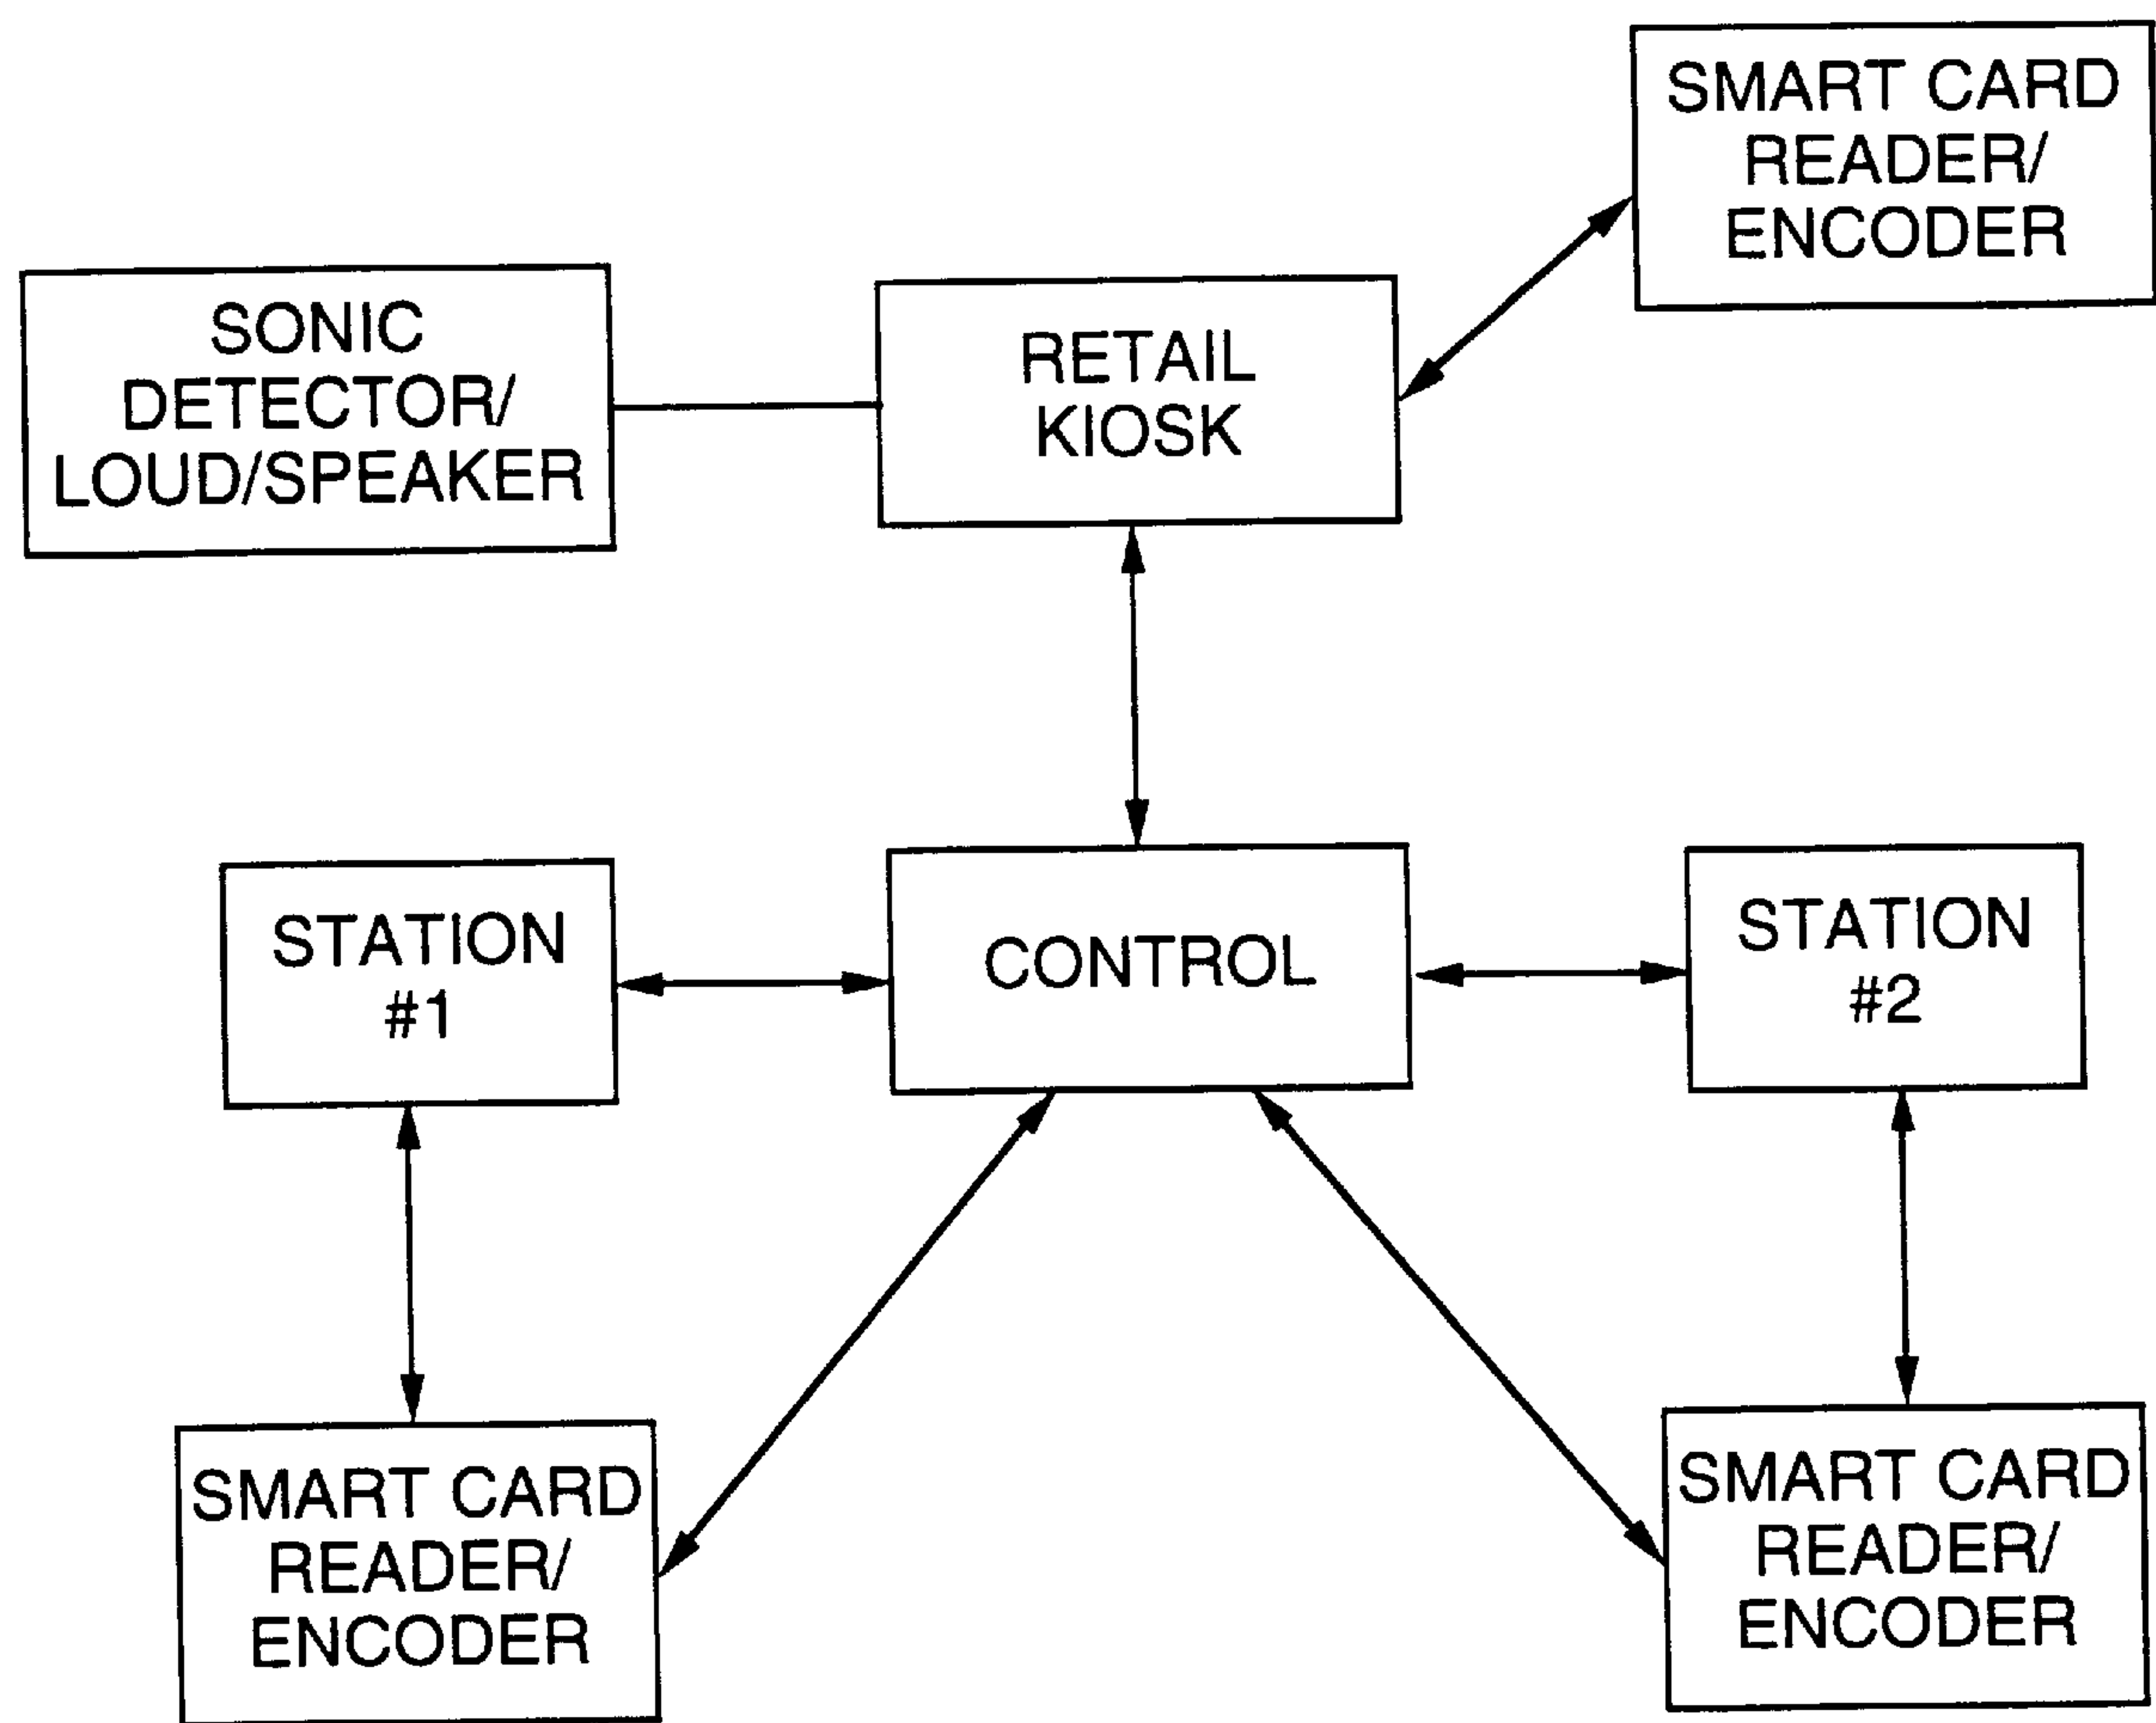 SMART CARD
READER/
ENCODER
SONIC
DETECTOR/
LOUD/SPEAKER
RETAIL
KIOSK
STATION
#1
CONTROL
STATION
#2
SMART CARD
READER/
ENCODER
SMART CARD
READER/
ENCODER